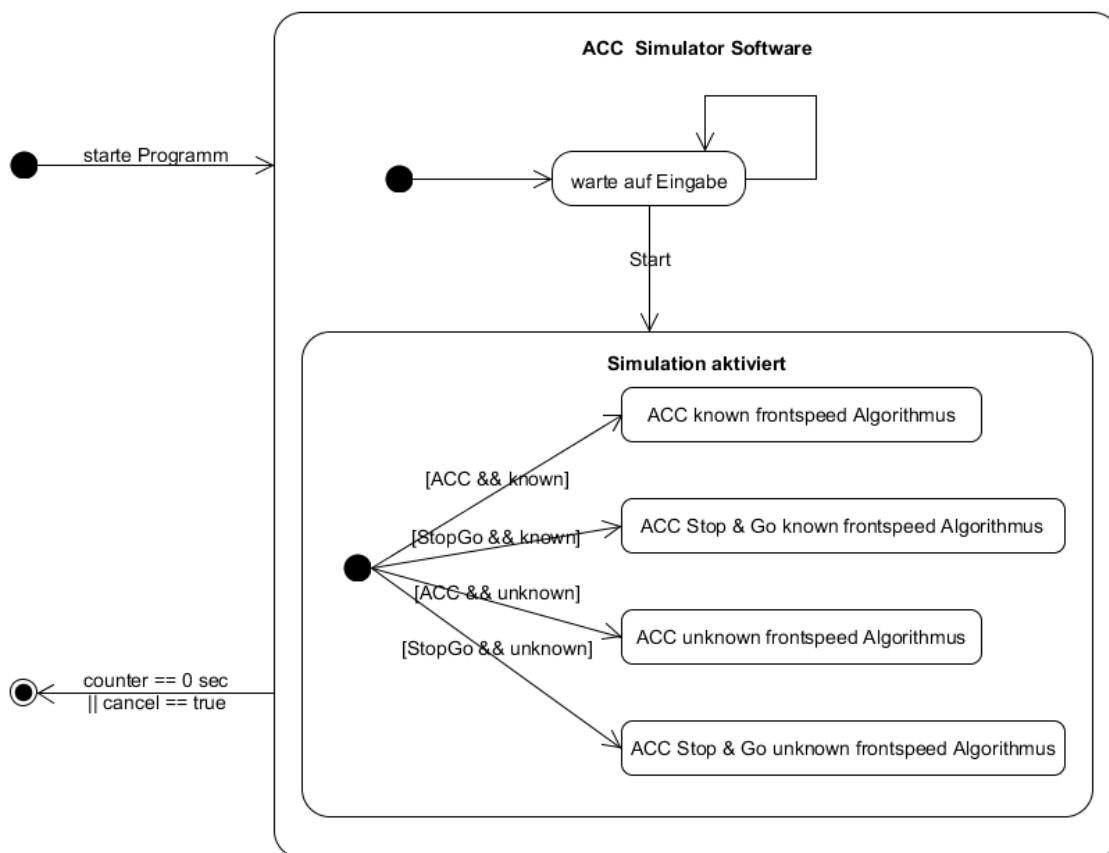 ACC Simulator Software
starte Programm
warte auf Eingabe
Start
Simulation aktiviert
ACC known frontspeed Algorithmus
[ACC && known]
ACC Stop & Go known frontspeed Algorithmus
[StopGo && known]
[ACC && unknown]
ACC unknown frontspeed Algorithmus
[StopGo && unknown]
counter == 0 sec
|| cancel == true
ACC Stop & Go unknown frontspeed Algorithmus